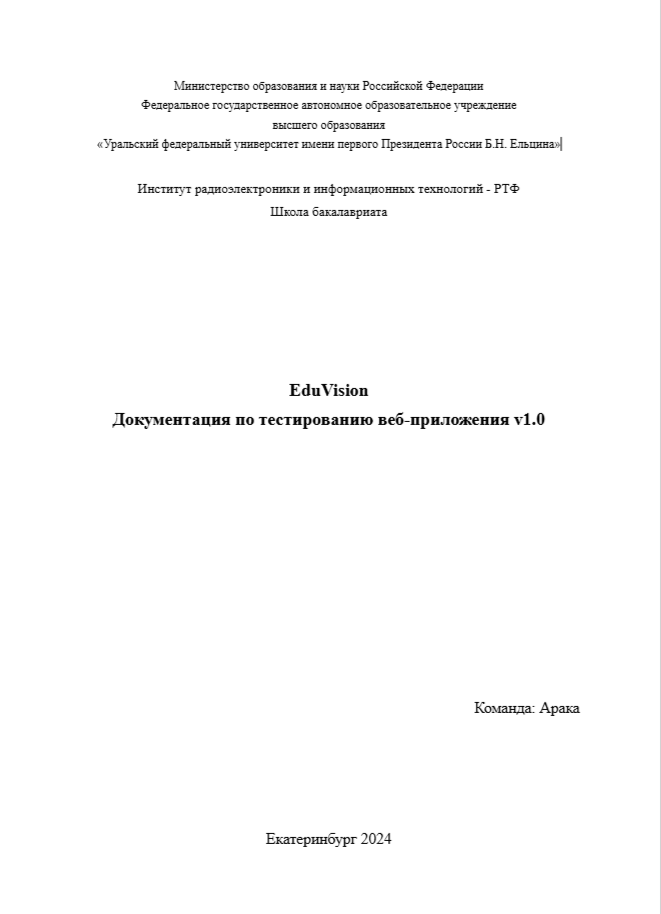 Министерство образования и науки Российской Федерации
Федеральное государственное автономное образовательное учреждение
высшего образования
«Уральский федеральный университет имени первого Президента России Б.Н. Ельцина»
Институт радиоэлектроники и информационных технологий - РТФ
Школа бакалавриата
EduVision
Документация по тестированию веб-приложения v1.0
Команда: Арака
Екатеринбург 2024